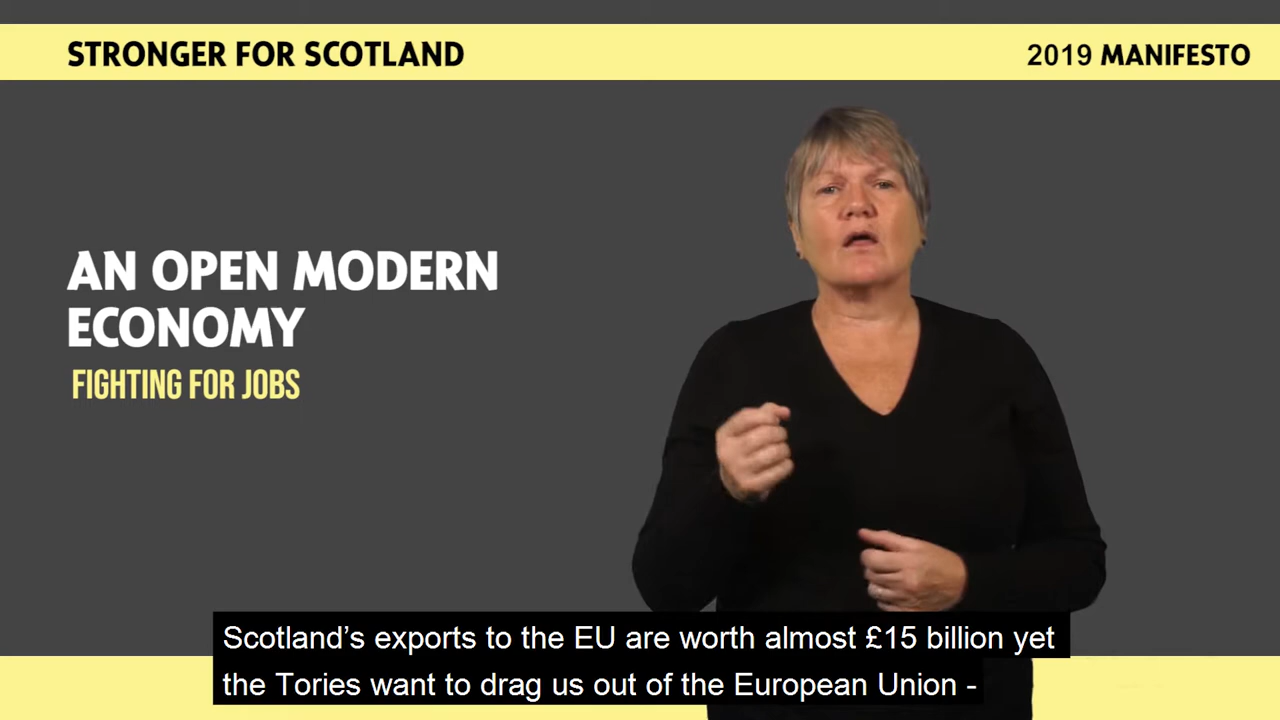 STRONGER FOR SCOTLAND
2019 MANIFESTO
AN OPEN MODERN
ECONOMY
FIGHTING FOR JOBS
Scotland’s exports to the EU are worth almost £15 billion yet
the Tories want to drag us out of the European Union -